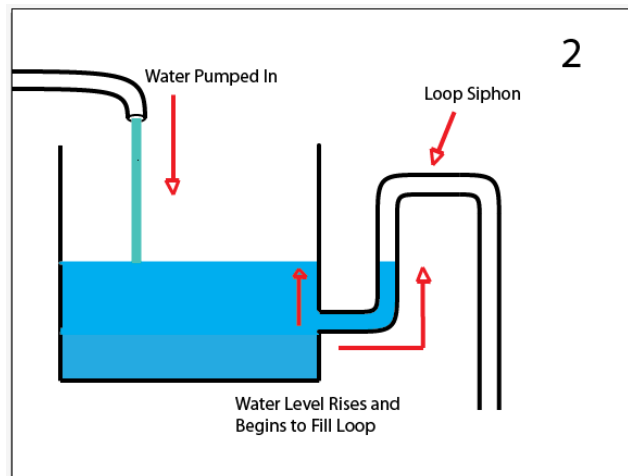 2
Water Pumped In
Loop Siphon
Water Level Rises and
Begins to Fill Loop